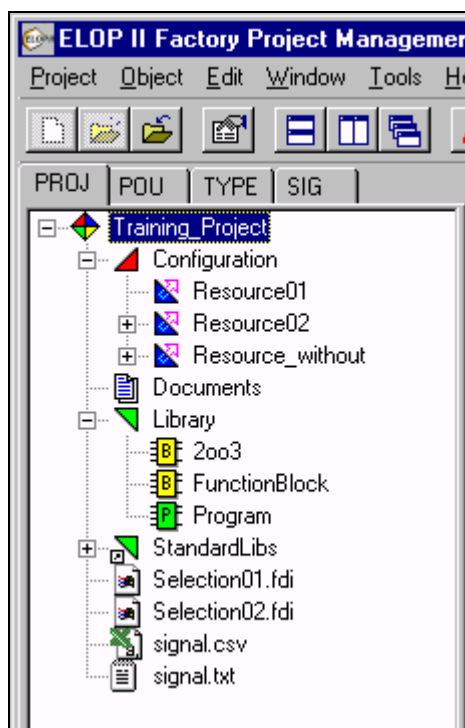 ELOP II Factory Project Managemer
Project Object Edit Window Tools He
PROJ POU TYPE SIG
Training_Project
Configuration
Resource01
Resource02
Resource_without
Documents
Library
B 2oo3
B FunctionBlock
P Program
StandardLibs
Selection01.fdi
Selection02.fdi
signal.csv
signal.txt